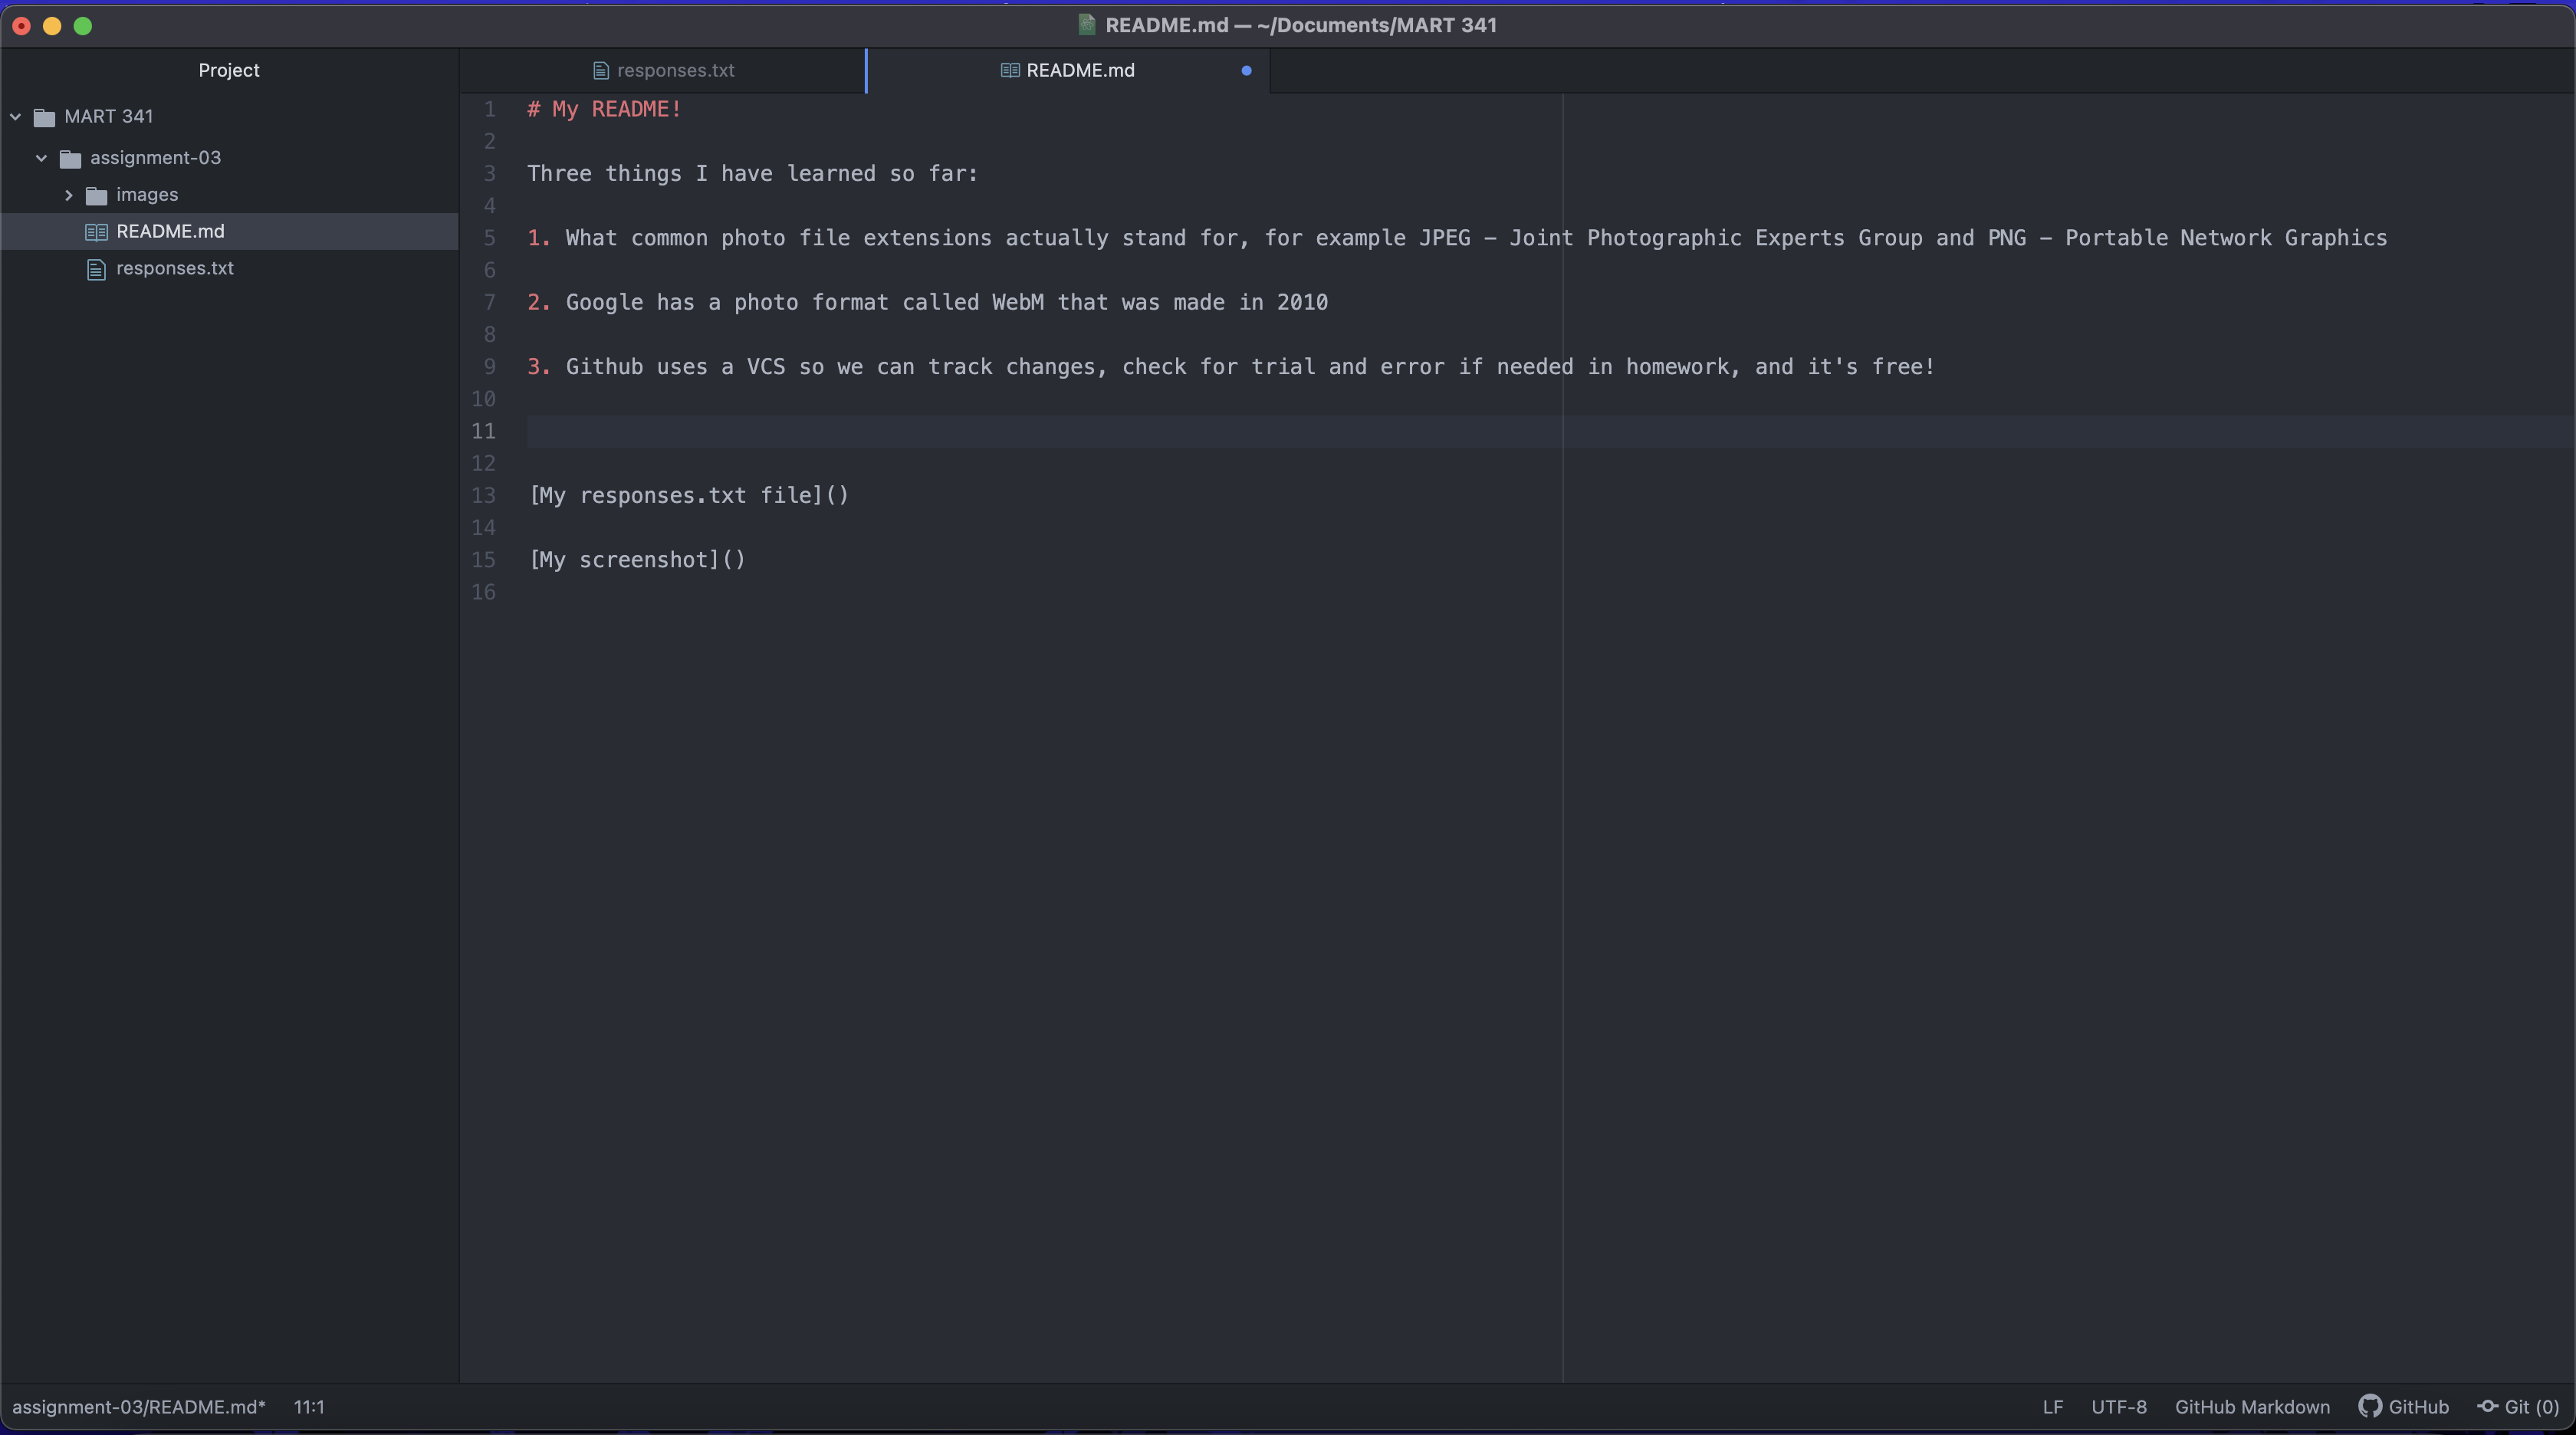 README.md — ~/Documents/MART 341
Project
responses.txt
README.md
MART 341
assignment-03
images
README.md
responses.txt
1 # My README!
2
3 Three things I have learned so far:
4
5 1. What common photo file extensions actually stand for, for example JPEG – Joint Photographic Experts Group and PNG – Portable Network Graphics
6
7 2. Google has a photo format called WebM that was made in 2010
8
9 3. Github uses a VCS so we can track changes, check for trial and error if needed in homework, and it's free!
10
11
12
13 [My responses.txt file]()
14
15 [My screenshot]()
16
assignment-03/README.md* 11:1 LF UTF-8 GitHub Markdown GitHub Git (0)